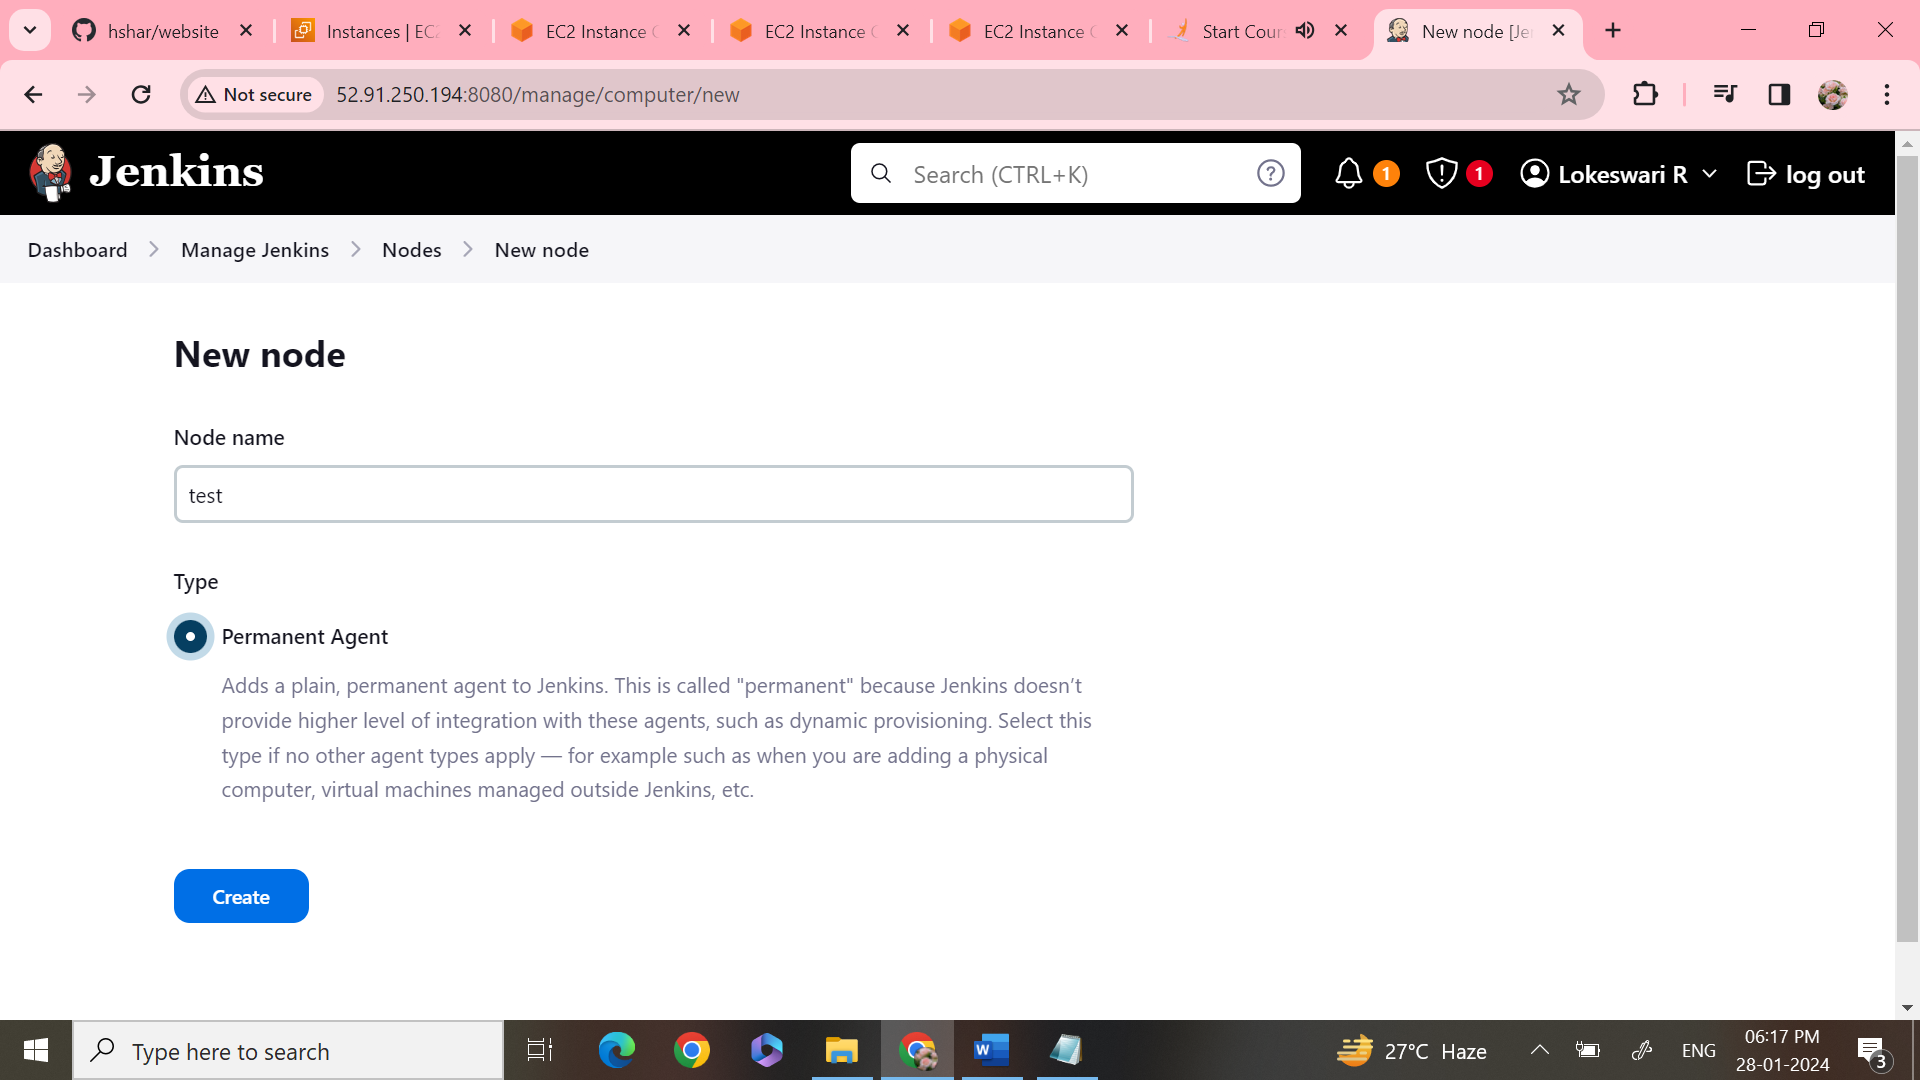 hshar/website
Instances | EC2
EC2 Instance C
EC2 Instance C
EC2 Instance C
Start Cour
New node [Je
Not secure
52.91.250.194:8080/manage/computer/new
Jenkins
Search (CTRL+K)
?
1
1
Lokeswari R
log out
Dashboard
Manage Jenkins
Nodes
New node
New node
Node name
test
Type
Permanent Agent
Adds a plain, permanent agent to Jenkins. This is called "permanent" because Jenkins doesn’t
provide higher level of integration with these agents, such as dynamic provisioning. Select this
type if no other agent types apply — for example such as when you are adding a physical
computer, virtual machines managed outside Jenkins, etc.
Create
Type here to search
W
27°C Haze
ENG
06:17 PM
28-01-2024
3